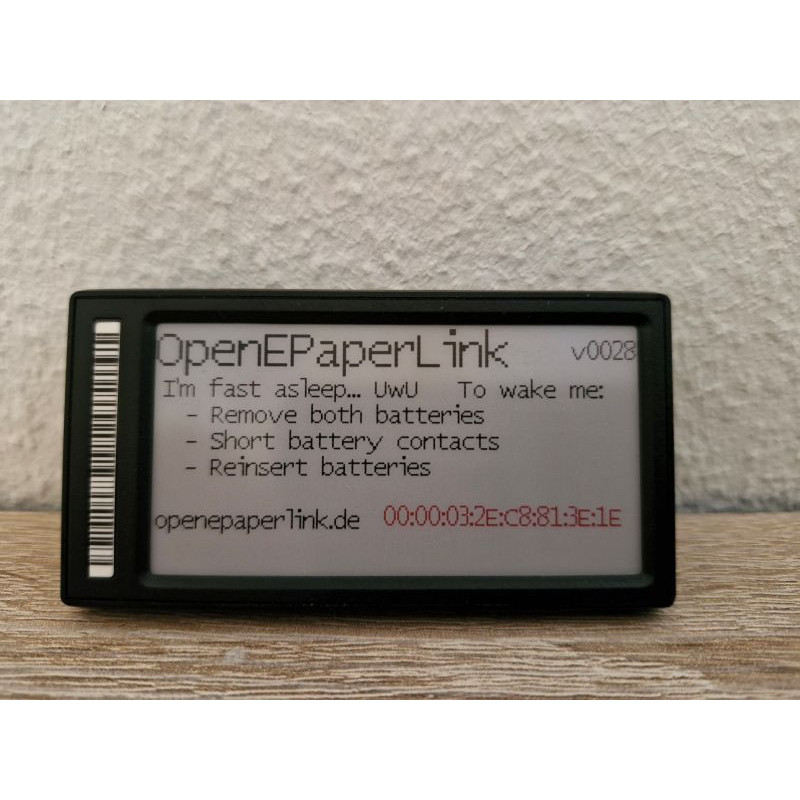 OpenEPaperLink v0028
I'm fast asleep... UwU To wake me:
- Remove both batteries
- Short battery contacts
- Reinsert batteries
openepaperlink.de 00:00:03:2E:C8:81:3E:1E